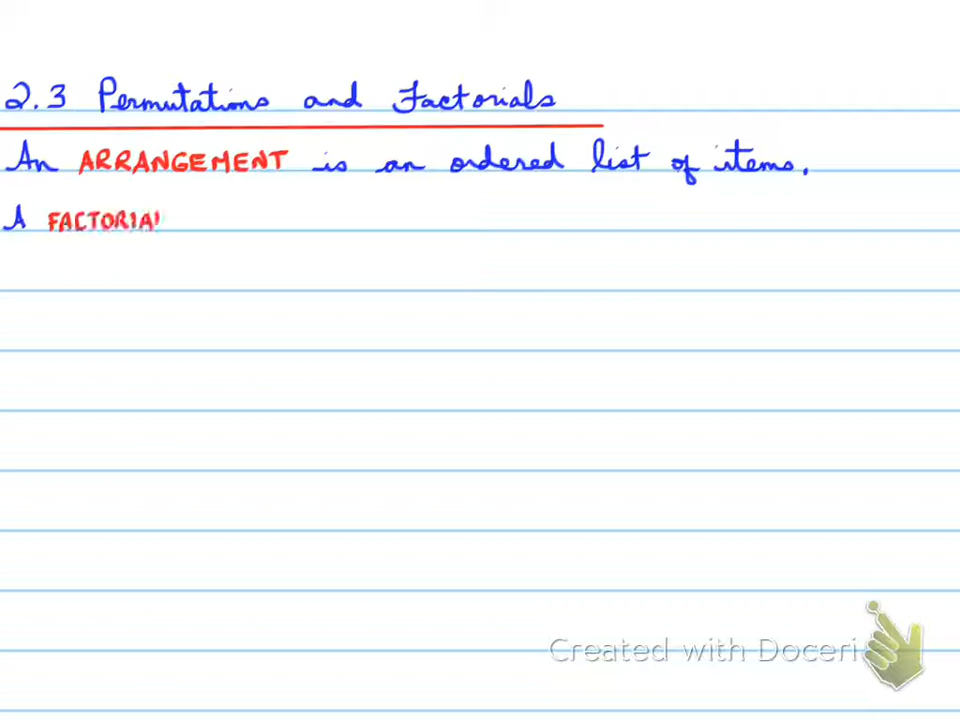 2.3 Permutations and Factorials
An ARRANGEMENT is an ordered list of items.
A FACTORIAL
Created with Doceri